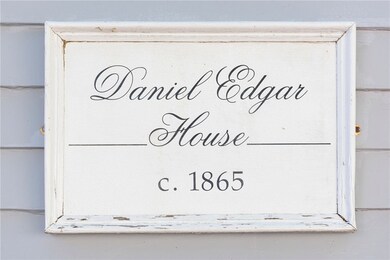 Daniel Edgar
House
c. 1865